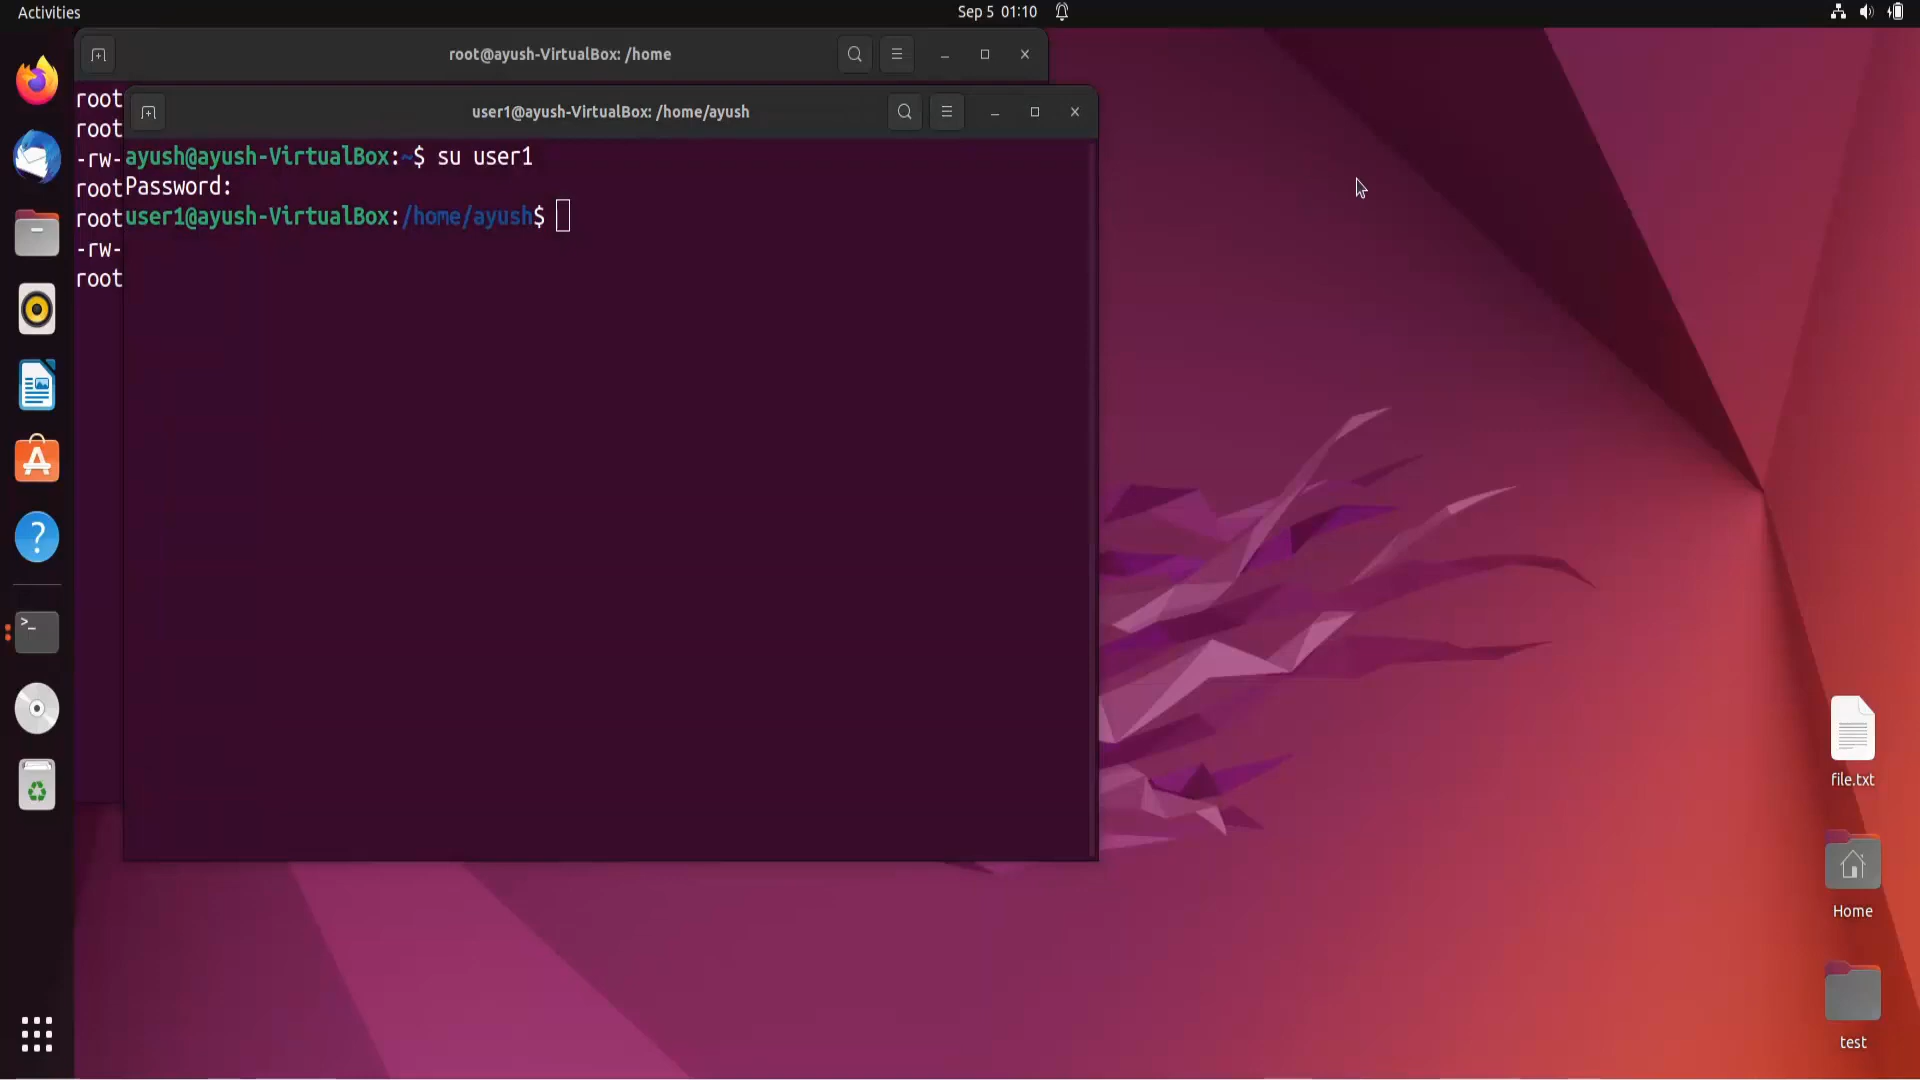 Activities
Sep 5 01:10
root@ayush-VirtualBox: /home
root
root
-rw-
root
root
-rw-
root
user1@ayush-VirtualBox: /home/ayush
ayush@ayush-VirtualBox:~$ su user1
Password:
user1@ayush-VirtualBox:/home/ayush$
file.txt
Home
test